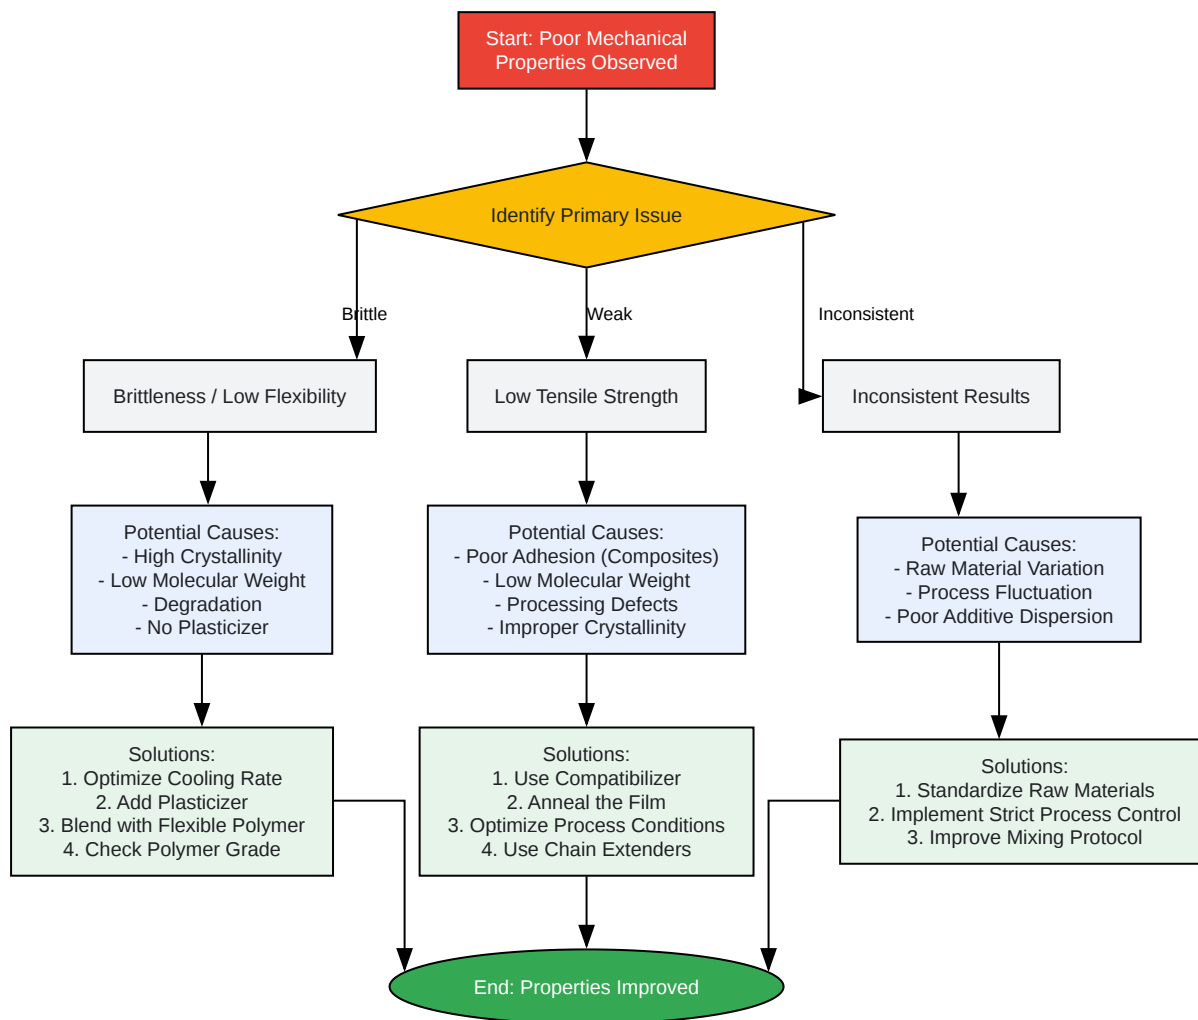 Start: Poor Mechanical
Properties Observed
Identify Primary Issue
Brittle
Weak
Inconsistent
Brittleness / Low Flexibility
Low Tensile Strength
Inconsistent Results
Potential Causes:
- High Crystallinity
- Low Molecular Weight
- Degradation
- No Plasticizer
Potential Causes:
- Poor Adhesion (Composites)
- Low Molecular Weight
- Processing Defects
- Improper Crystallinity
Potential Causes:
- Raw Material Variation
- Process Fluctuation
- Poor Additive Dispersion
Solutions:
1. Optimize Cooling Rate
2. Add Plasticizer
3. Blend with Flexible Polymer
4. Check Polymer Grade
Solutions:
1. Use Compatibilizer
2. Anneal the Film
3. Optimize Process Conditions
4. Use Chain Extenders
Solutions:
1. Standardize Raw Materials
2. Implement Strict Process Control
3. Improve Mixing Protocol
End: Properties Improved